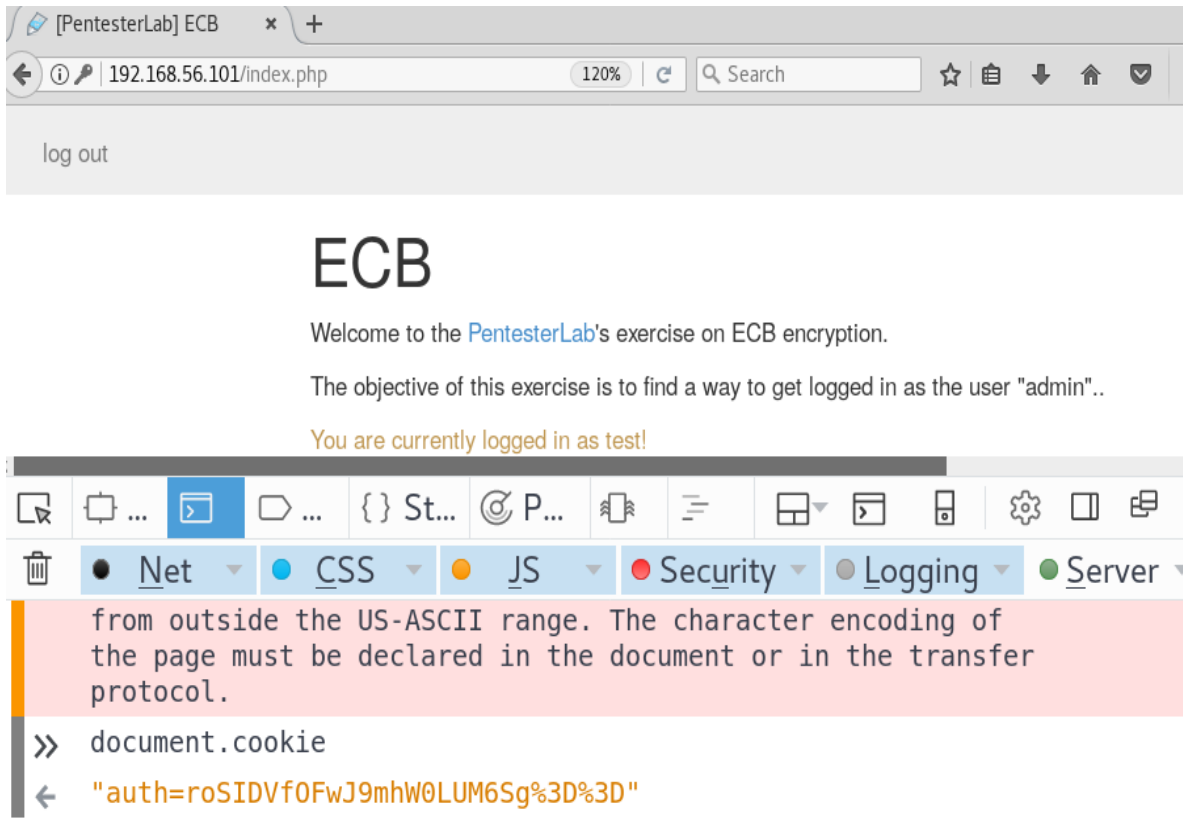 [PentesterLab] ECB
192.168.56.101/index.php 120% Search
log out
ECB
Welcome to the PentesterLab's exercise on ECB encryption.
The objective of this exercise is to find a way to get logged in as the user "admin"..
You are currently logged in as test!
... ... {} St... P...
Net CSS JS Security Logging Server
from outside the US-ASCII range. The character encoding of
the page must be declared in the document or in the transfer
protocol.
document.cookie
"auth=roSIDVfOFwJ9mhW0LUM6Sg%3D%3D"